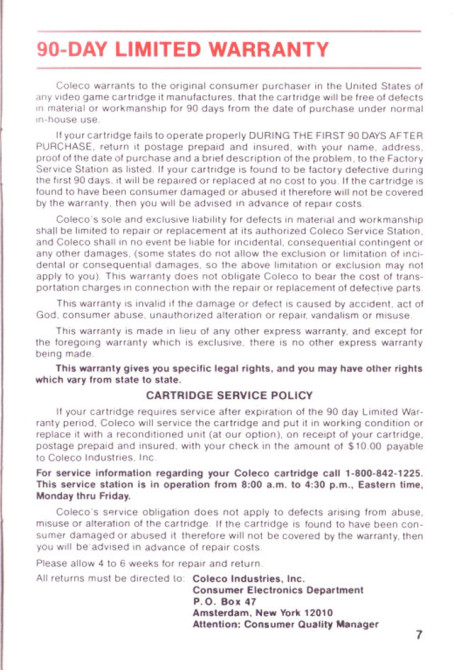 90-DAY LIMITED WARRANTY
Coleco warrants to the original consumer purchaser in the United States of
any video game cartridge it manufactures, that the cartridge will be free of defects
in material or workmanship for 90 days from the date of purchase under normal
in-house use.
If your cartridge fails to operate properly DURING THE FIRST 90 DAYS AFTER
PURCHASE, return it postage prepaid and insured, with your name, address,
proof of the date of purchase and a brief description of the problem, to the Factory
Service Station as listed. If your cartridge is found to be factory defective during
the first 90 days, it will be repaired or replaced at no cost to you. If the cartridge is
found to have been consumer damaged or abused it therefore will not be covered
by the warranty, then you will be advised in advance of repair costs.
Coleco's sole and exclusive liability for defects in material and workmanship
shall be limited to repair or replacement at its authorized Coleco Service Station,
and Coleco shall in no event be liable for incidental, consequential contingent or
any other damages, (some states do not allow the exclusion or limitation of inci-
dental or consequential damages, so the above limitation or exclusion may not
apply to you). This warranty does not obligate Coleco to bear the cost of trans-
portation charges in connection with the repair or replacement of defective parts.
This warranty is invalid if the damage or defect is caused by accident, act of
God, consumer abuse, unauthorized alteration or repair, vandalism or misuse.
This warranty is made in lieu of any other express warranty, and except for
the foregoing warranty which is exclusive, there is no other express warranty
being made.
This warranty gives you specific legal rights, and you may have other rights
which vary from state to state.
CARTRIDGE SERVICE POLICY
If your cartridge requires service after expiration of the 90 day Limited War-
ranty period, Coleco will service the cartridge and put it in working condition or
replace it with a reconditioned unit (at our option), on receipt of your cartridge,
postage prepaid and insured, with your check in the amount of $10.00 payable
to Coleco Industries, Inc.
For service information regarding your Coleco cartridge call 1-800-842-1225.
This service station is in operation from 8:00 a.m. to 4:30 p.m., Eastern time,
Monday thru Friday.
Coleco's service obligation does not apply to defects arising from abuse,
misuse or alteration of the cartridge. If the cartridge is found to have been con-
sumer damaged or abused it therefore will not be covered by the warranty, then
you will be advised in advance of repair costs.
Please allow 4 to 6 weeks for repair and return.
All returns must be directed to: Coleco Industries, Inc.
Consumer Electronics Department
P.O. Box 47
Amsterdam, New York 12010
Attention: Consumer Quality Manager
7